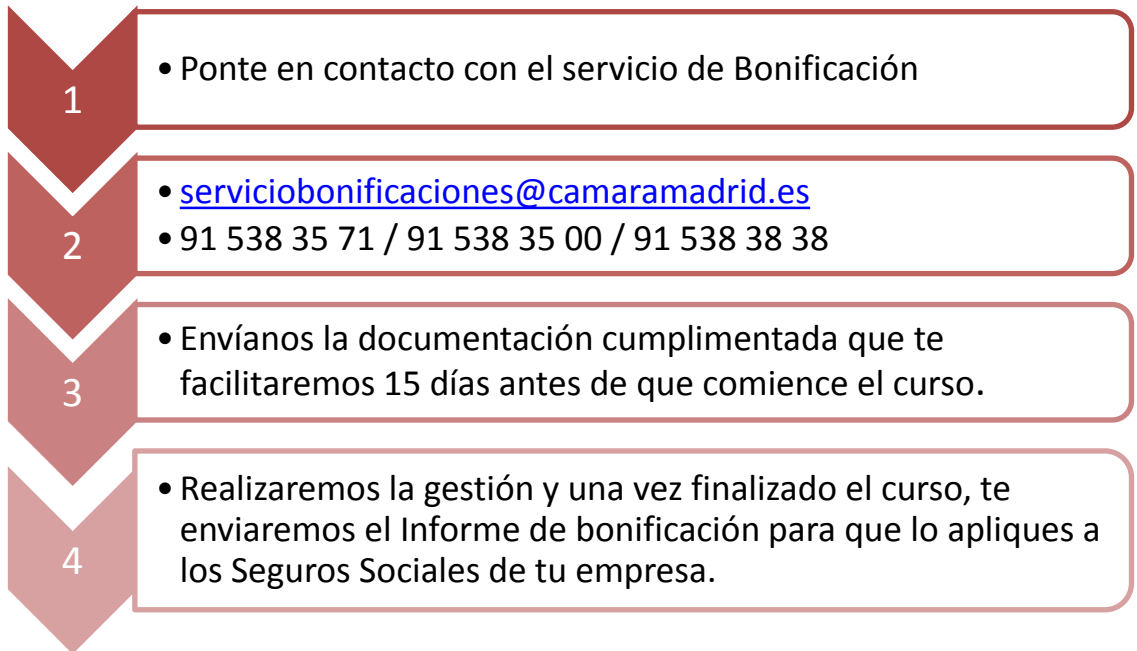 1
• Ponte en contacto con el servicio de Bonificación
2
• serviciobonificaciones@camaramadrid.es
• 91 538 35 71 / 91 538 35 00 / 91 538 38 38
3
• Envíanos la documentación cumplimentada que te
facilitaremos 15 días antes de que comience el curso.
4
• Realizaremos la gestión y una vez finalizado el curso, te
enviaremos el Informe de bonificación para que lo apliques a
los Seguros Sociales de tu empresa.